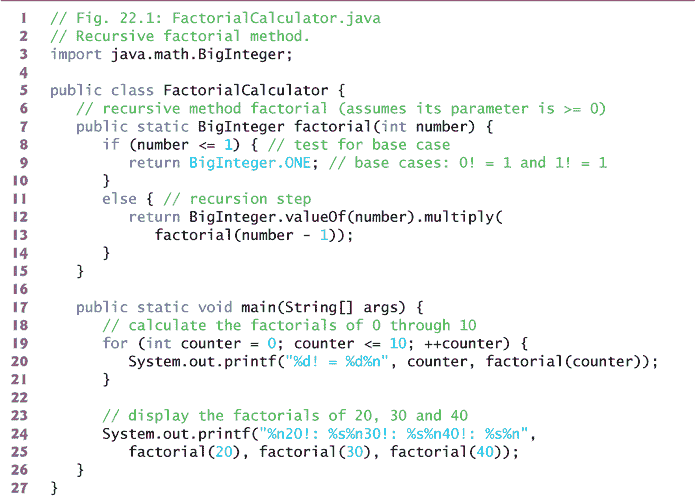 1 // Fig. 22.1: FactorialCalculator.java
2 // Recursive factorial method.
3 import java.math.BigInteger;
4
5 public class FactorialCalculator {
6    // recursive method factorial (assumes its parameter is >= 0)
7    public static BigInteger factorial(int number) {
8       if (number <= 1) { // test for base case
9          return BigInteger.ONE; // base cases: 0! = 1 and 1! = 1
10       }
11       else { // recursion step
12          return BigInteger.valueOf(number).multiply(
13             factorial(number - 1));
14       }
15    }
16
17    public static void main(String[] args) {
18       // calculate the factorials of 0 through 10
19       for (int counter = 0; counter <= 10; ++counter) {
20          System.out.printf("%d! = %d%n", counter, factorial(counter));
21       }
22
23       // display the factorials of 20, 30 and 40
24       System.out.printf("%n20!: %s%n30!: %s%n40!: %s%n",
25          factorial(20), factorial(30), factorial(40));
26    }
27 }